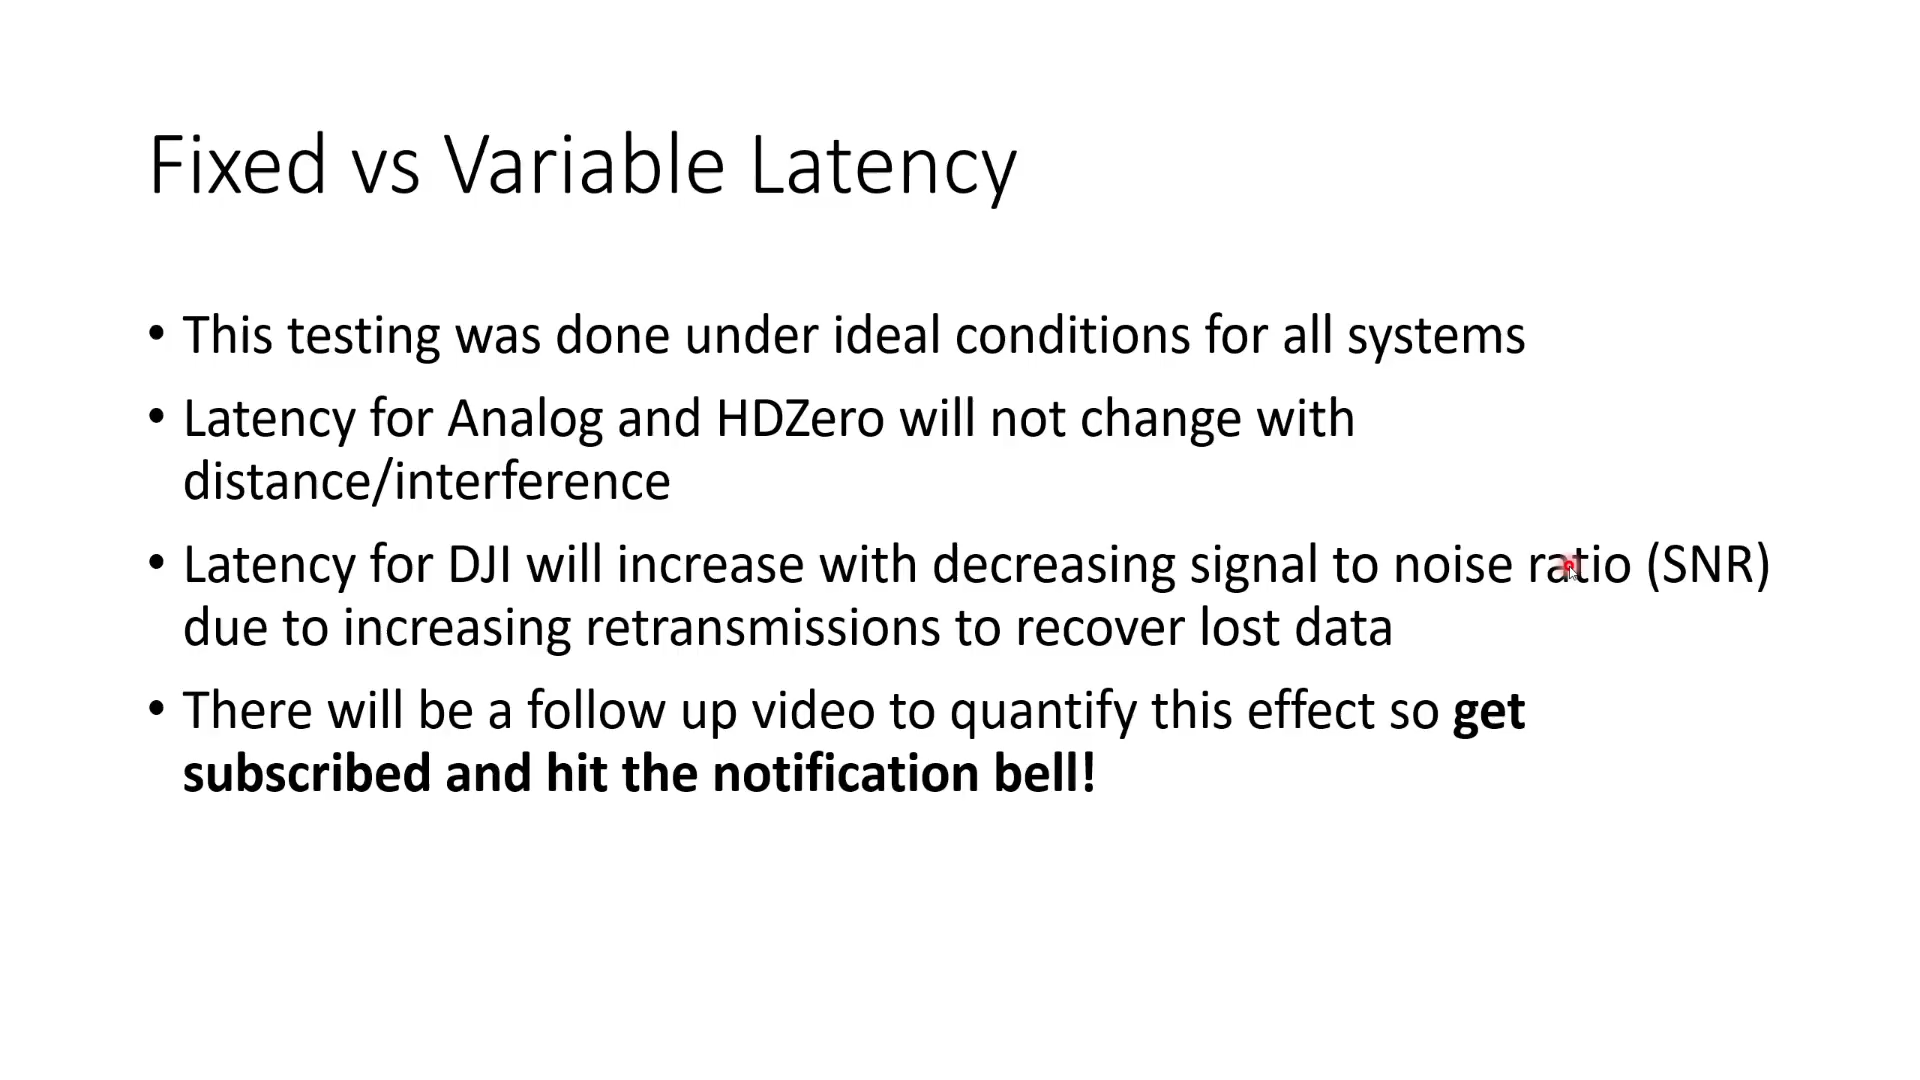 Fixed vs Variable Latency
• This testing was done under ideal conditions for all systems
• Latency for Analog and HDZero will not change with
distance/interference
• Latency for DJI will increase with decreasing signal to noise ratio (SNR)
due to increasing retransmissions to recover lost data
• There will be a follow up video to quantify this effect so get
subscribed and hit the notification bell!